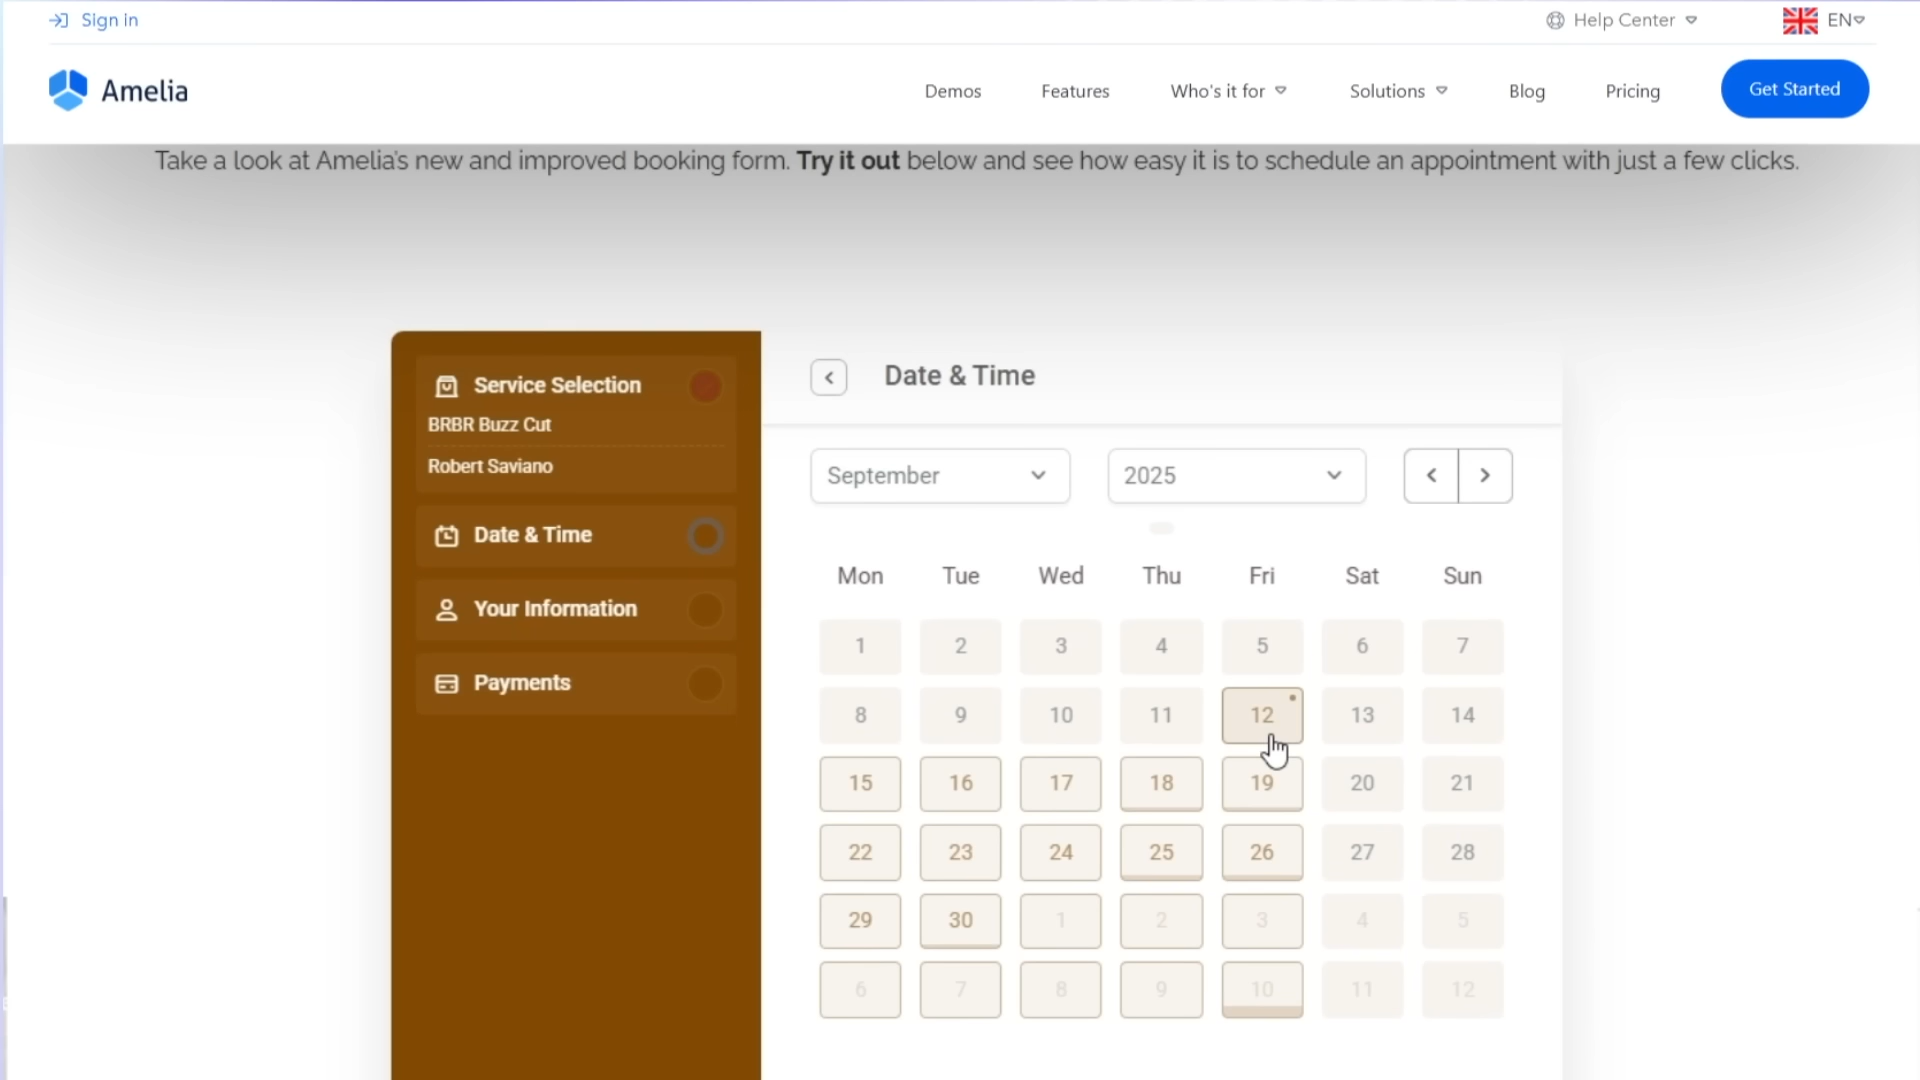 Sign in
Help Center
EN
Amelia
Demos
Features
Who's it for
Solutions
Blog
Pricing
Get Started
Take a look at Amelia's new and improved booking form. Try it out below and see how easy it is to schedule an appointment with just a few clicks.
Service Selection
BRBR Buzz Cut
Robert Saviano
Date & Time
Your Information
Payments
Date & Time
September
2025
Mon Tue Wed Thu Fri Sat Sun
1 2 3 4 5 6 7
8 9 10 11 12 13 14
15 16 17 18 19 20 21
22 23 24 25 26 27 28
29 30 1 2 3 4 5
6 7 8 9 10 11 12